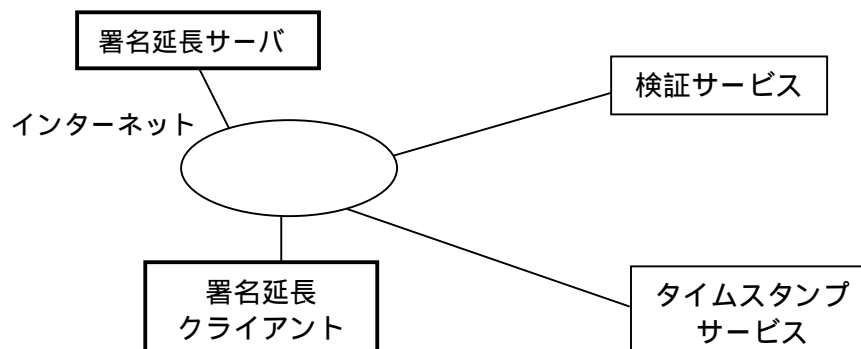 署名延長サーバ
検証サービス
インターネット
署名延長
クライアント
タイムスタンプ
サービス